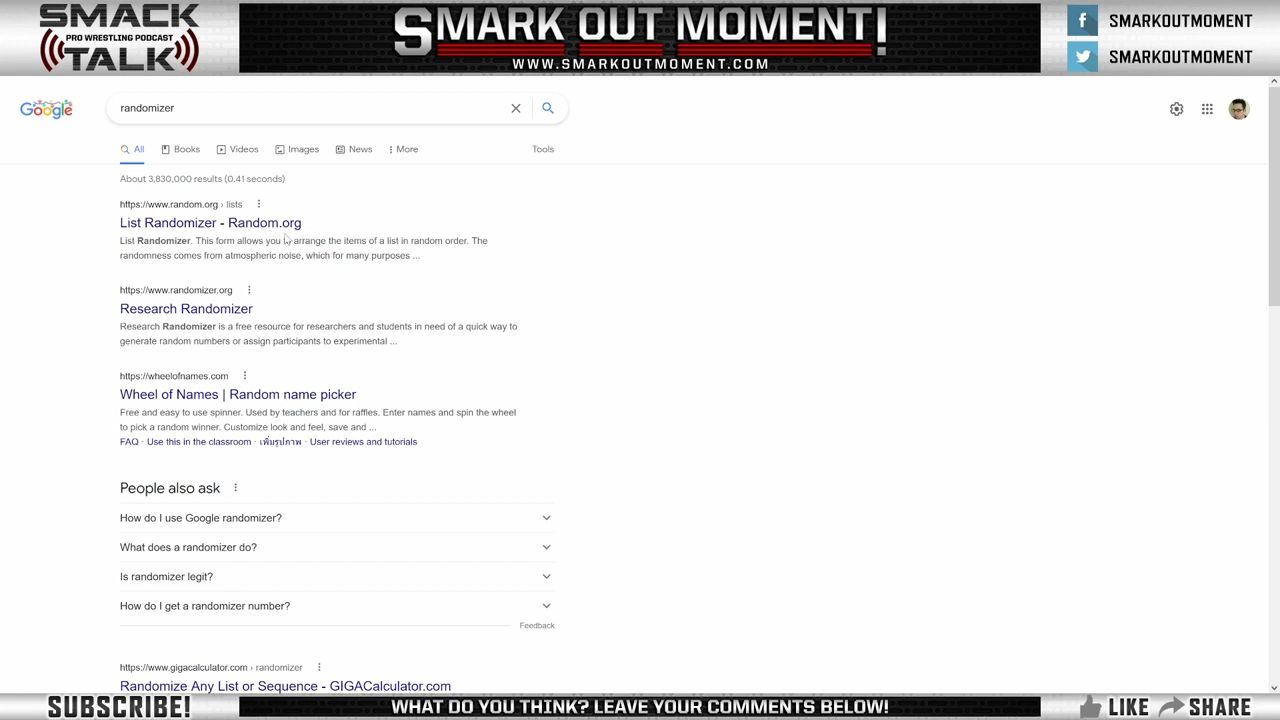 SMACK
PRO WRESTLING PODCAST
TALK
SMARK OUT MOMENT!
WWW.SMARKOUTMOMENT.COM
SMARKOUTMOMENT
SMARKOUTMOMENT
Google
randomizer
All Books Videos Images News More Tools
About 3,830,000 results (0.41 seconds)
https://www.random.org › lists
List Randomizer - Random.org
List Randomizer. This form allows you to arrange the items of a list in random order. The
randomness comes from atmospheric noise, which for many purposes ...
https://www.randomizer.org
Research Randomizer
Research Randomizer is a free resource for researchers and students in need of a quick way to
generate random numbers or assign participants to experimental ...
https://wheelofnames.com
Wheel of Names | Random name picker
Free and easy to use spinner. Used by teachers and for raffles. Enter names and spin the wheel
to pick a random winner. Customize look and feel, save and ...
FAQ · Use this in the classroom · เพิ่มรูปภาพ · User reviews and tutorials
People also ask
How do I use Google randomizer?
What does a randomizer do?
Is randomizer legit?
How do I get a randomizer number?
Feedback
https://www.gigacalculator.com › randomizer
Randomize Any List or Sequence - GIGACalculator.com
SUBSCRIBE!
WHAT DO YOU THINK? LEAVE YOUR COMMENTS BELOW!
LIKE SHARE